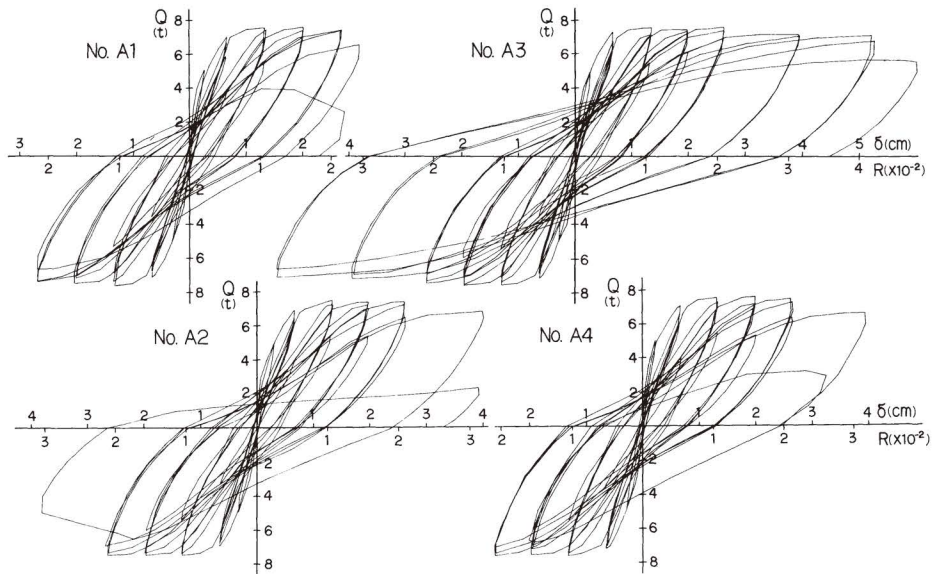 Q
(t)
8
No. A1
6
4
2
3 2 1 1 2 3 4
3 2 1 1 2
2
4
6
8
Q
(t)
8
No. A3
6
4
2
3 2 1 1 2 3 4 5 δ(cm)
3 2 1 1 2 3 4 R(×10⁻²)
2
4
6
8
Q
(t)
8
No. A2
6
4
2
4 3 2 1 1 2 3 4
3 2 1 1 2 3
2
4
6
8
Q
(t)
8
No. A4
6
4
2
2 1 1 2 3 4 δ(cm)
2 1 1 2 3 R(×10⁻²)
2
4
6
8